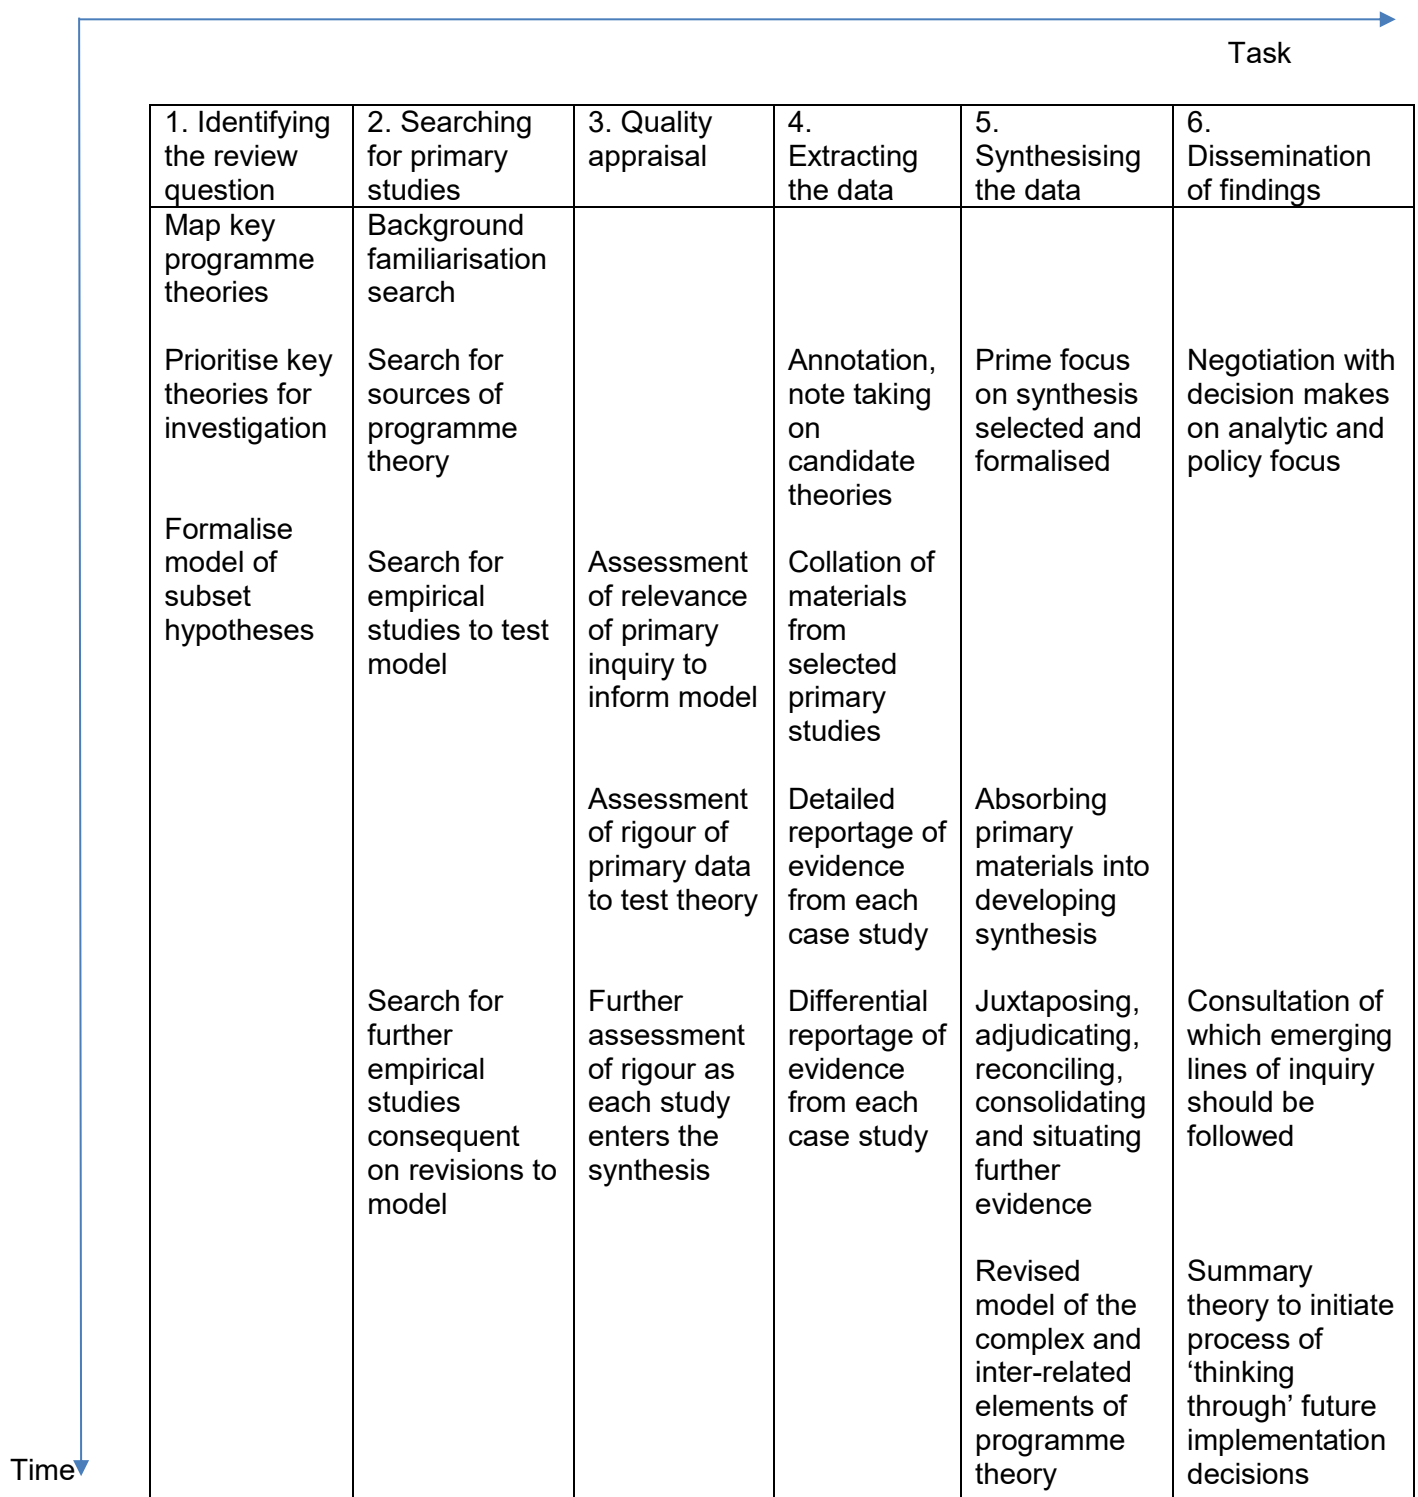 Task
1. Identifying
the review
question
2. Searching
for primary
studies
3. Quality
appraisal
4.
Extracting
the data
5.
Synthesising
the data
6.
Dissemination
of findings
Map key
programme
theories
Background
familiarisation
search
Prioritise key
theories for
investigation
Search for
sources of
programme
theory
Annotation,
note taking
on
candidate
theories
Prime focus
on synthesis
selected and
formalised
Negotiation with
decision makes
on analytic and
policy focus
Formalise
model of
subset
hypotheses
Search for
empirical
studies to test
model
Assessment
of relevance
of primary
inquiry to
inform model
Collation of
materials
from
selected
primary
studies
Assessment
of rigour of
primary data
to test theory
Detailed
reportage of
evidence
from each
case study
Absorbing
primary
materials into
developing
synthesis
Search for
further
empirical
studies
consequent
on revisions to
model
Further
assessment
of rigour as
each study
enters the
synthesis
Differential
reportage of
evidence
from each
case study
Juxtaposing,
adjudicating,
reconciling,
consolidating
and situating
further
evidence
Consultation of
which emerging
lines of inquiry
should be
followed
Revised
model of the
complex and
inter-related
elements of
programme
theory
Summary
theory to initiate
process of
‘thinking
through’ future
implementation
decisions
Time